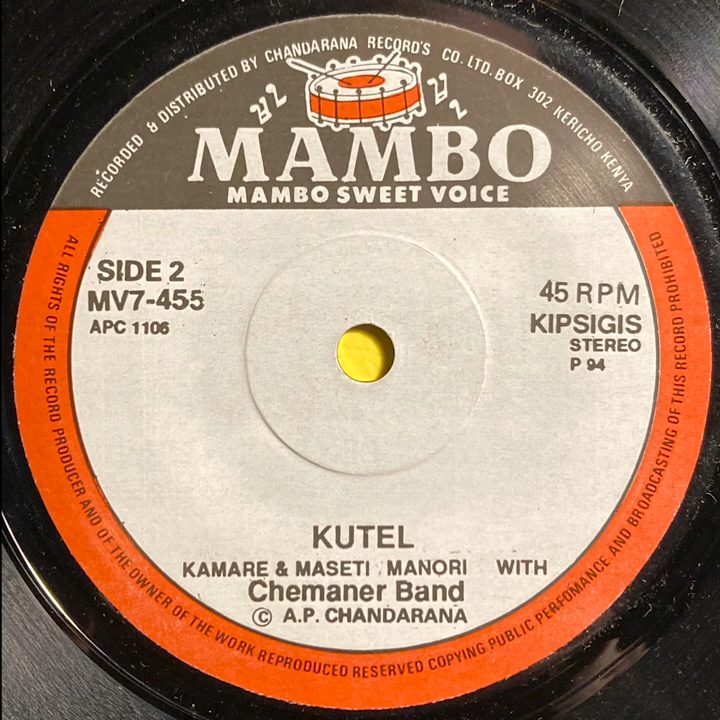 RECORDED & DISTRIBUTED BY CHANDARANA RECORD'S CO. LTD. BOX 302 KERICHO KENYA
MAMBO
MAMBO SWEET VOICE
SIDE 2
MV7-455
APC 1106
45 RPM
KIPSIGIS
STEREO
P 94
KUTEL
KAMARE & MASETI MANORI WITH
Chemaner Band
© A.P. CHANDARANA
ALL RIGHTS OF THE RECORD PRODUCER AND OF THE OWNER OF THE WORK REPRODUCED RESERVED COPYING PUBLIC PERFOMANCE AND BROADCASTING OF THIS RECORD PROHIBITED